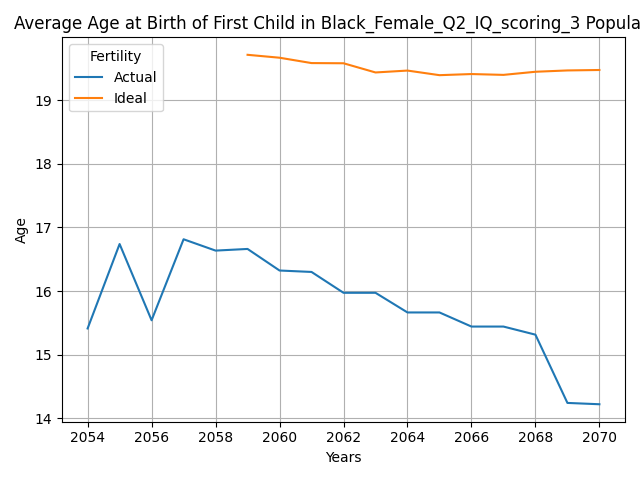 Average Age at Birth of First Child in Black_Female_Q2_IQ_scoring_3 Popula
Fertility
Actual
Ideal
Age
19
18
17
16
15
14
2054 2056 2058 2060 2062 2064 2066 2068 2070
Years